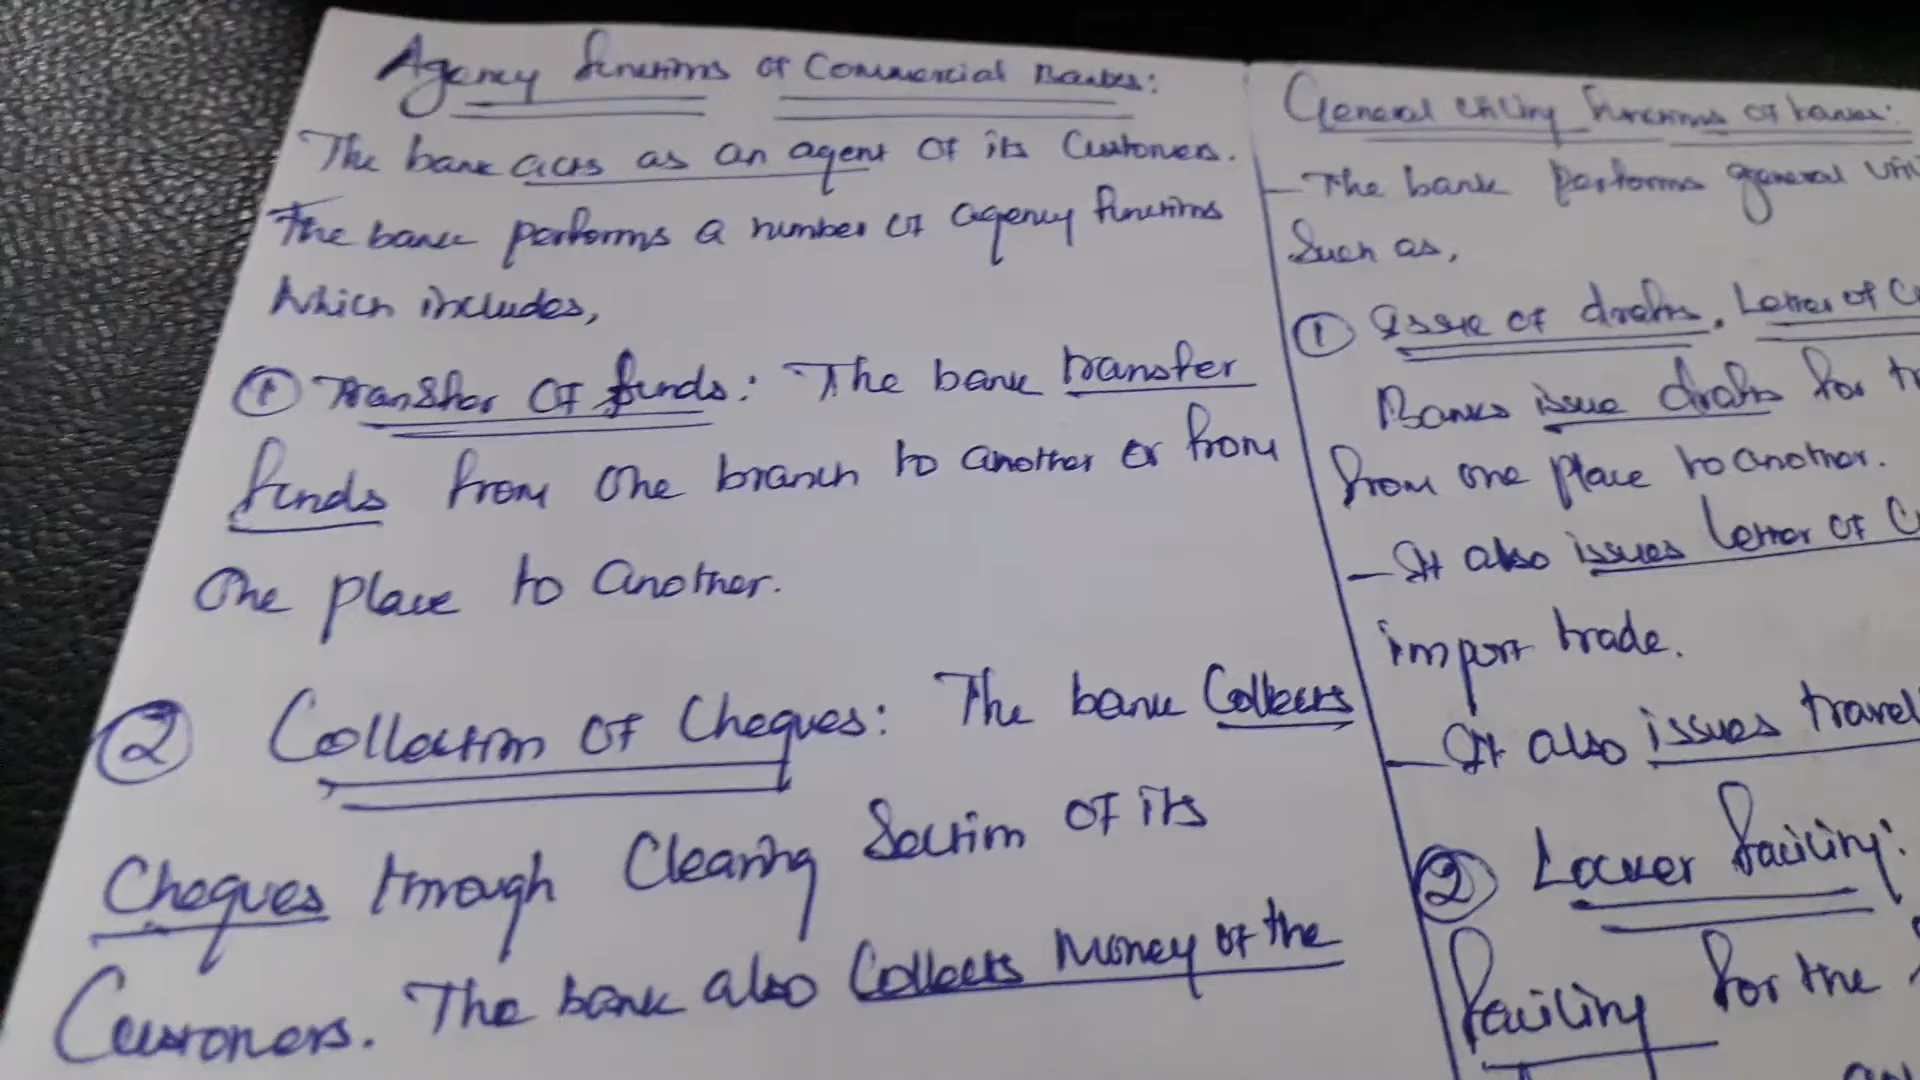 Agency functions of Commercial Banks:
The bank acts as an agent of its Customers.
The bank performs a number of agency functions
Which includes,
① Transfer of funds: The bank transfer
funds from one branch to another or from
One place to another.
② Collection of Cheques: The bank Collects
Cheques through Clearing Section of its
Customers. The bank also Collects Money of the
General utility functions of banks:
- The bank performs general
Such as,
① Issue of drafts, Letter of
Banks issue drafts for
from one place to another.
- It also issues letter of
import trade.
- It also issues
② Locker facility:
facility for the